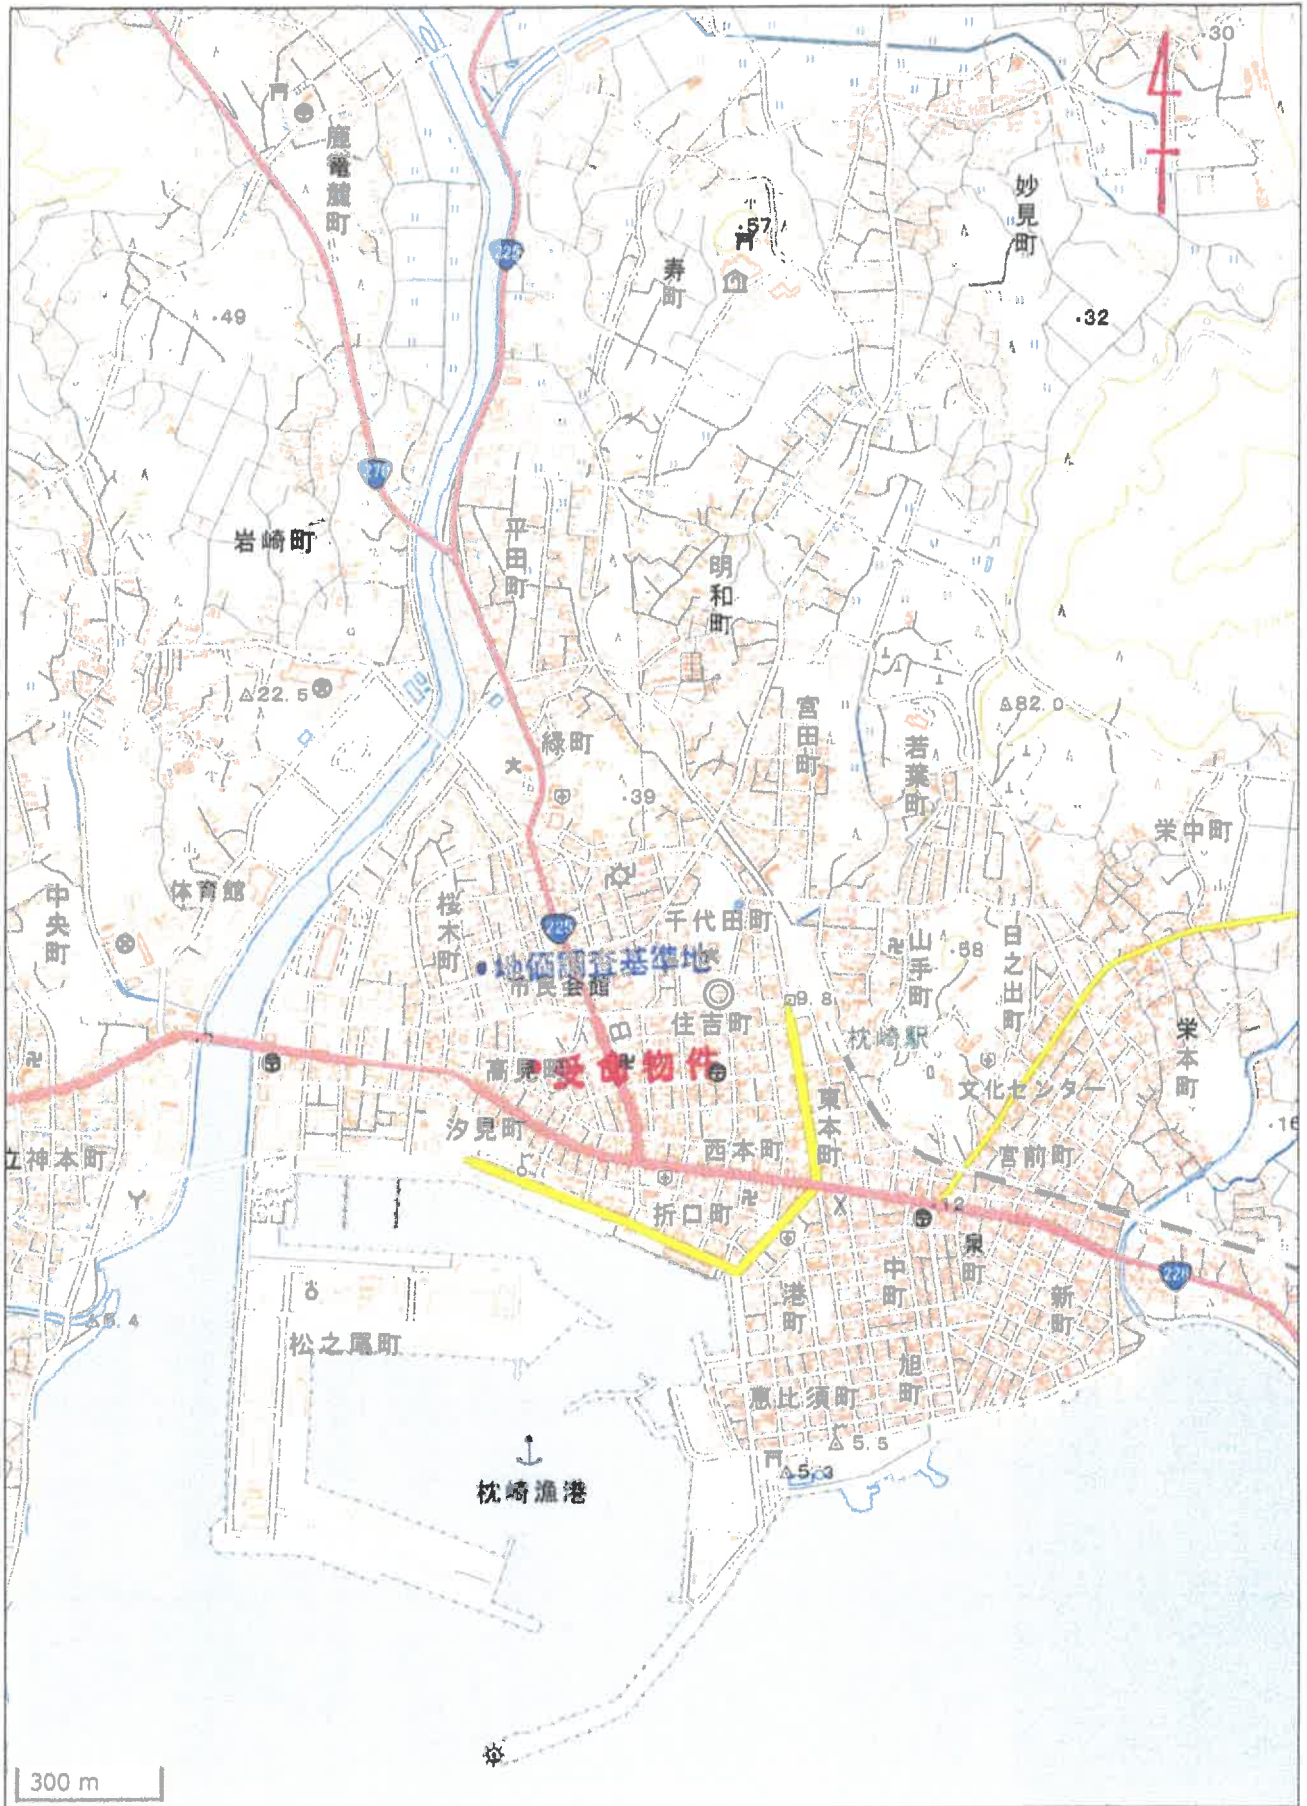 ・30
鹿篭麓町
225
・57
妙見町
寿町
・49
・32
270
岩崎町
平田町
明和町
22.5
82.0
宮田町
緑町
若葉町
・39
栄中町
中央町
体育館
桜木町
225
千代田町
山手町
・58
日之出町
・地価調査基準地
市民会館
9.8
住吉町
枕崎駅
栄本町
高見町
・受命物件
文化センター
東本町
汐見町
西本町
宮前町
・16
立神本町
折口町
12
泉町
中町
港町
新町
226
5.4
松之尾町
旭町
恵比須町
5.5
5.3
枕崎漁港
300 m